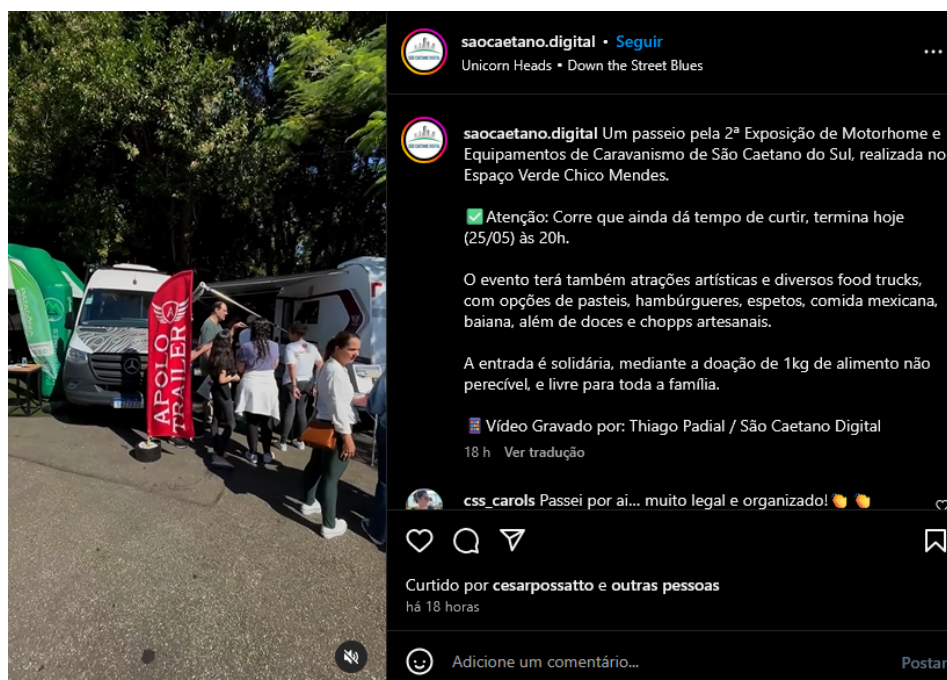 saocaetano.digital • Seguir
Unicorn Heads • Down the Street Blues
saocaetano.digital Um passeio pela 2ª Exposição de Motorhome e
Equipamentos de Caravanismo de São Caetano do Sul, realizada no
Espaço Verde Chico Mendes.
✅Atenção: Corre que ainda dá tempo de curtir, termina hoje
(25/05) às 20h.
O evento terá também atrações artísticas e diversos food trucks,
com opções de pasteis, hambúrgueres, espetos, comida mexicana,
baiana, além de doces e chopps artesanais.
A entrada é solidária, mediante a doação de 1kg de alimento não
perecível, e livre para toda a família.
Vídeo Gravado por: Thiago Padial / São Caetano Digital
18 h Ver tradução
css_carols Passei por ai... muito legal e organizado! 👏 👏
Curtido por cesarpossatto e outras pessoas
há 18 horas
Adicione um comentário...
Postar
APOLO
TRAILER